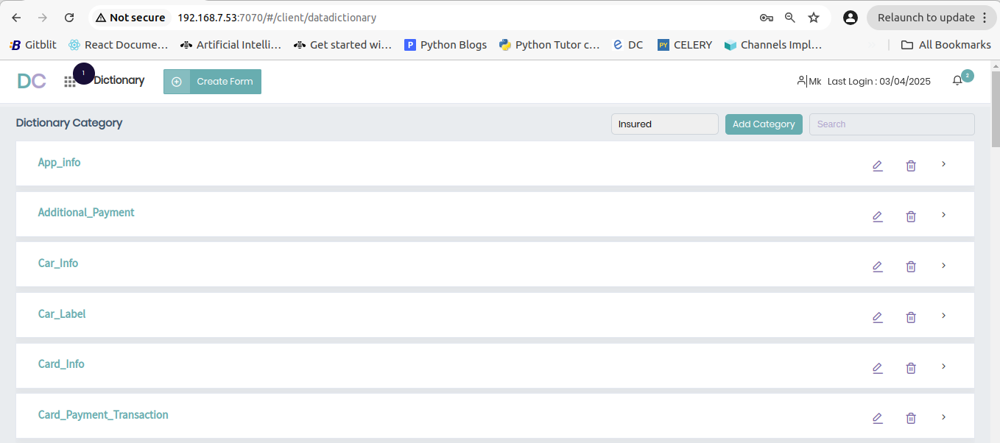 Not secure 192.168.7.53:7070/#/client/datadictionary Relaunch to update
Gitblit React Docume... Artificial Intelli... Get started wi... Python Blogs Python Tutor c... DC CELERY Channels Impl... All Bookmarks
DC 1 Dictionary Create Form Mk Last Login : 03/04/2025 2
Dictionary Category Insured Add Category Search
App_info
Additional_Payment
Car_Info
Car_Label
Card_Info
Card_Payment_Transaction